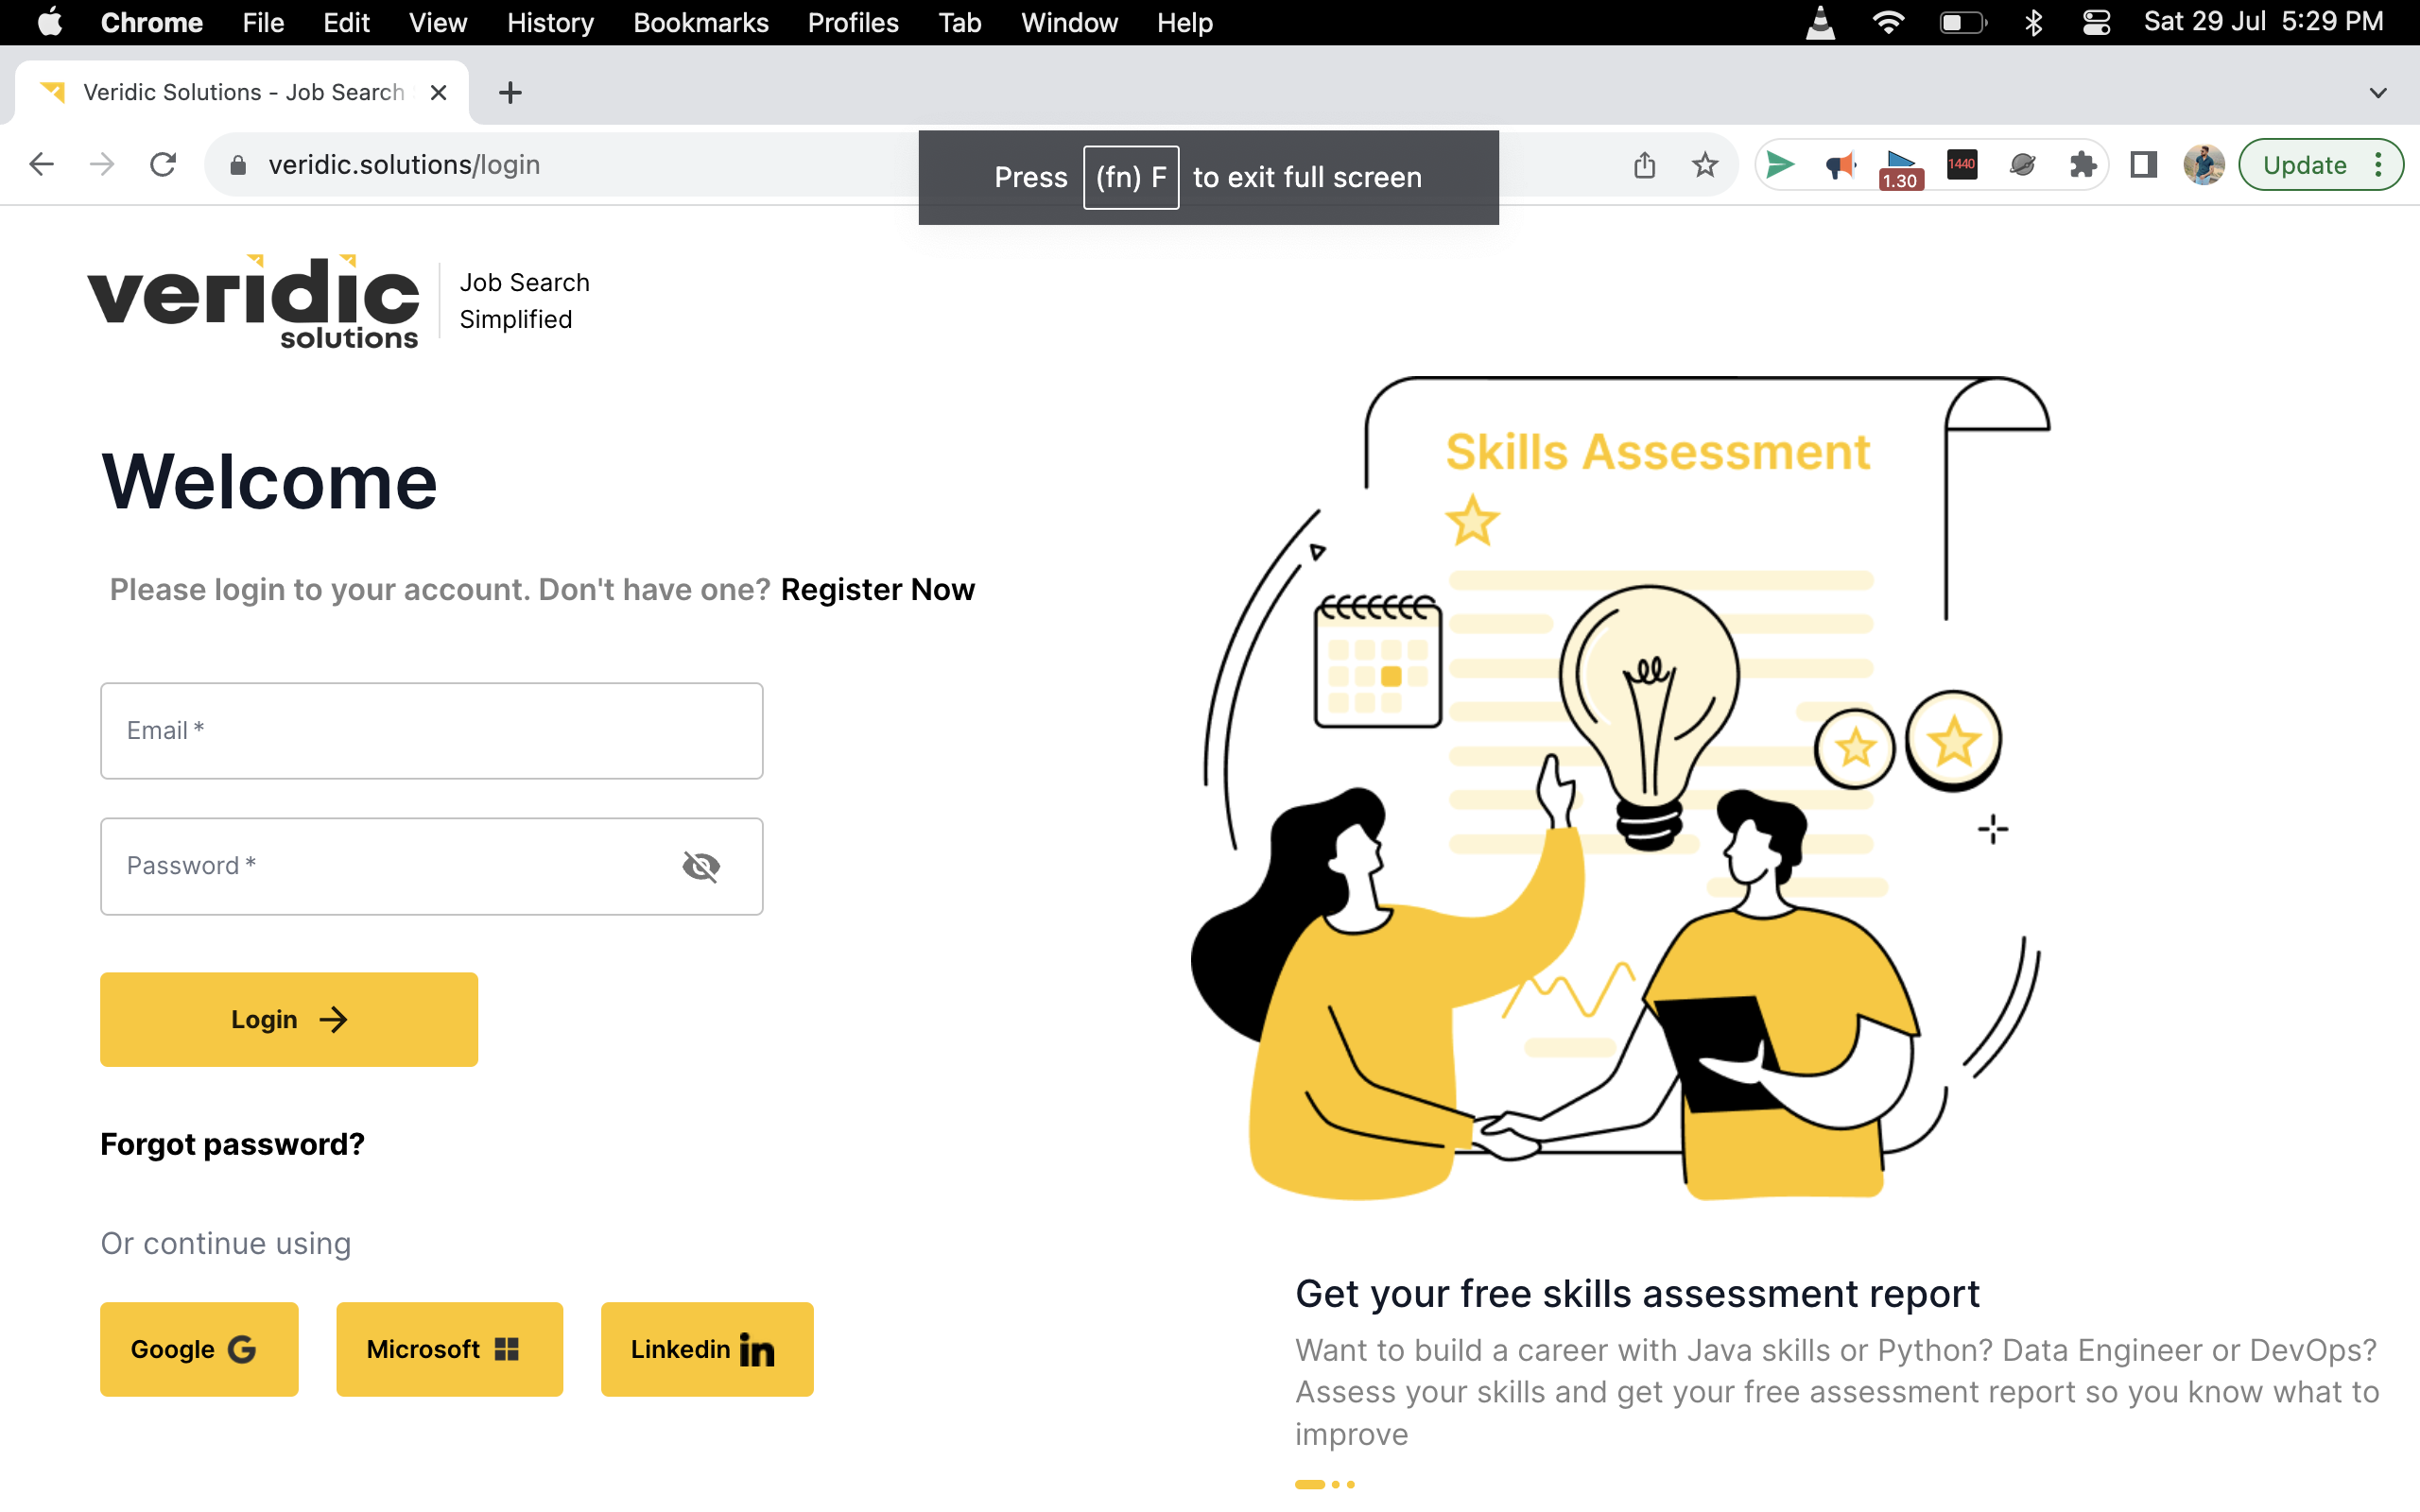 Chrome File Edit View History Bookmarks Profiles Tab Window Help Sat 29 Jul 5:29 PM
Veridic Solutions - Job Search
veridic.solutions/login
Press (fn) F to exit full screen
1.30
1440
Update
veridic
solutions
Job Search
Simplified
Welcome
Please login to your account. Don't have one? Register Now
Email *
Password *
Login
Forgot password?
Or continue using
Google G
Microsoft
Linkedin in
Skills Assessment
Get your free skills assessment report
Want to build a career with Java skills or Python? Data Engineer or DevOps?
Assess your skills and get your free assessment report so you know what to
improve